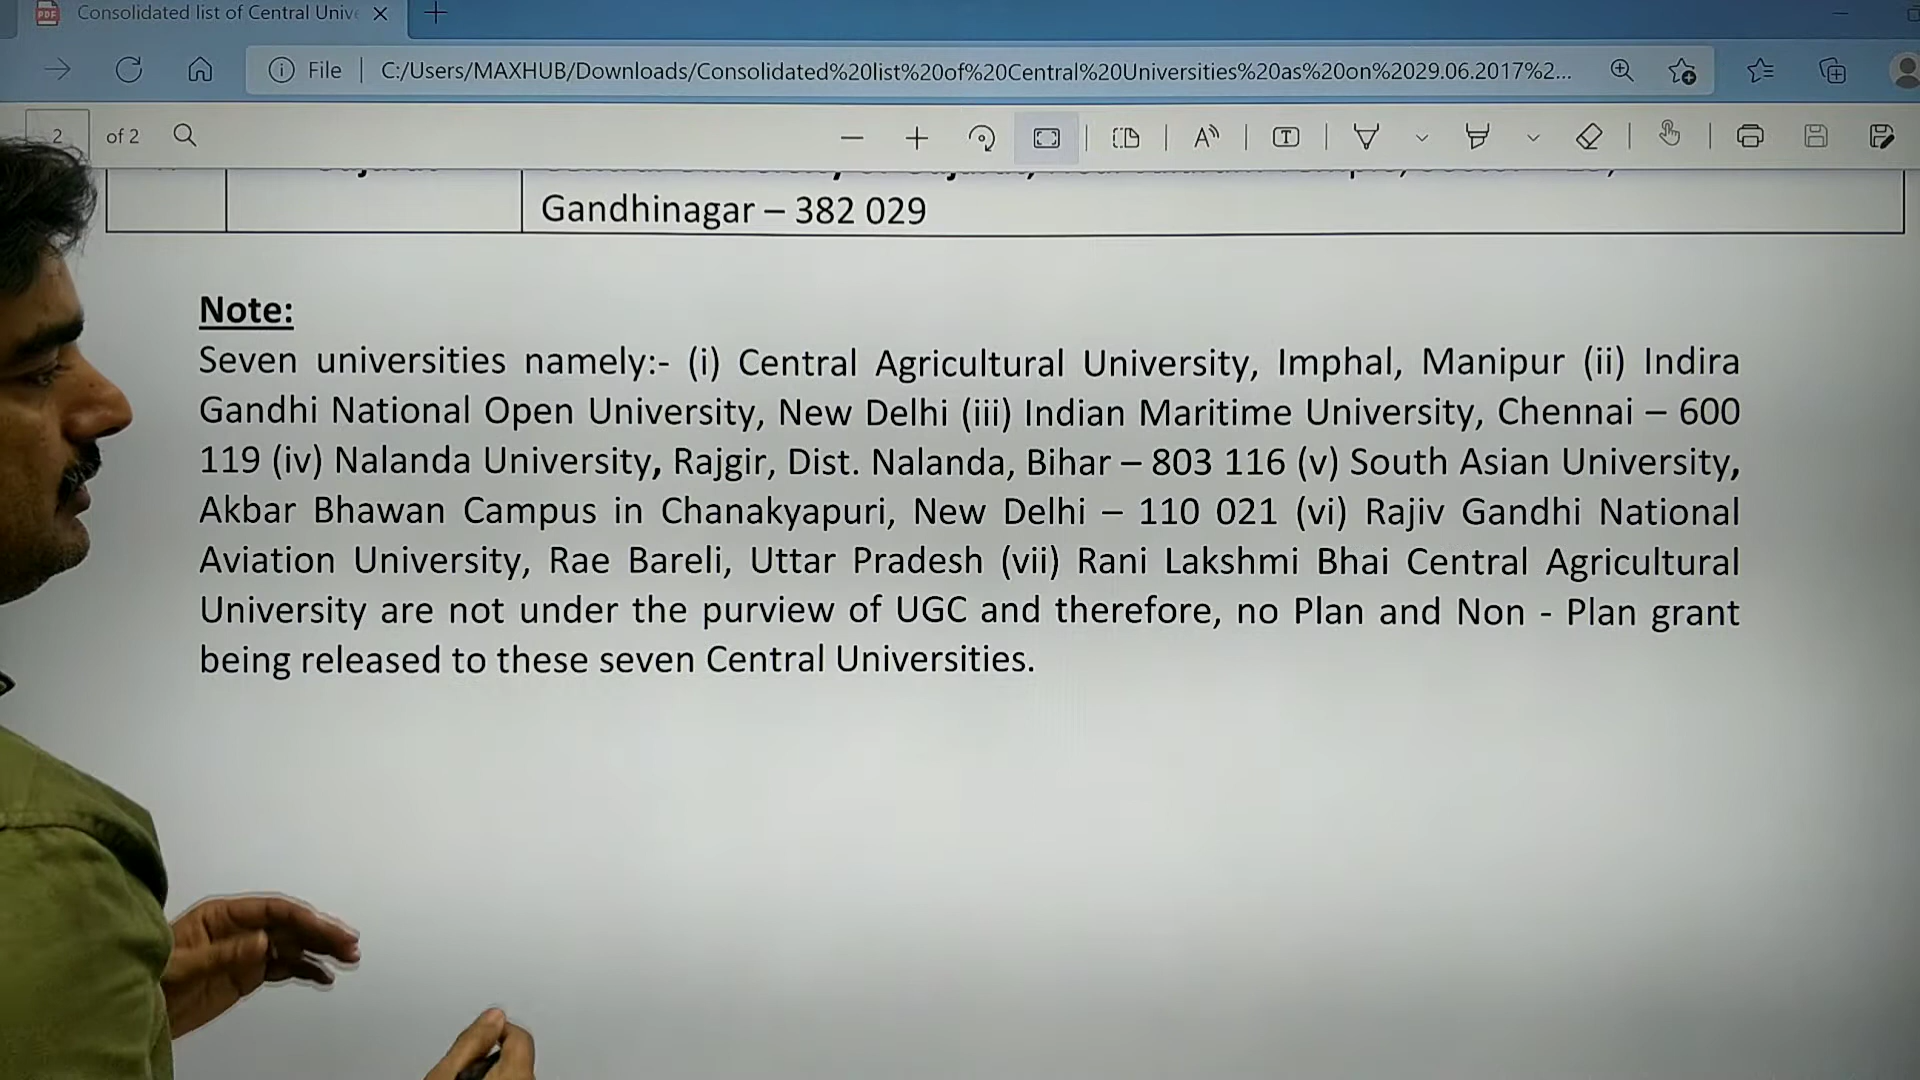 Consolidated list of Central Unive
File
C:/Users/MAXHUB/Downloads/Consolidated%20list%20of%20Central%20Universities%20as%20on%2029.06.2017%2...
2 of 2
Gandhinagar – 382 029
Note:
Seven universities namely:- (i) Central Agricultural University, Imphal, Manipur (ii) Indira
Gandhi National Open University, New Delhi (iii) Indian Maritime University, Chennai – 600
119 (iv) Nalanda University, Rajgir, Dist. Nalanda, Bihar – 803 116 (v) South Asian University,
Akbar Bhawan Campus in Chanakyapuri, New Delhi – 110 021 (vi) Rajiv Gandhi National
Aviation University, Rae Bareli, Uttar Pradesh (vii) Rani Lakshmi Bhai Central Agricultural
University are not under the purview of UGC and therefore, no Plan and Non - Plan grant
being released to these seven Central Universities.